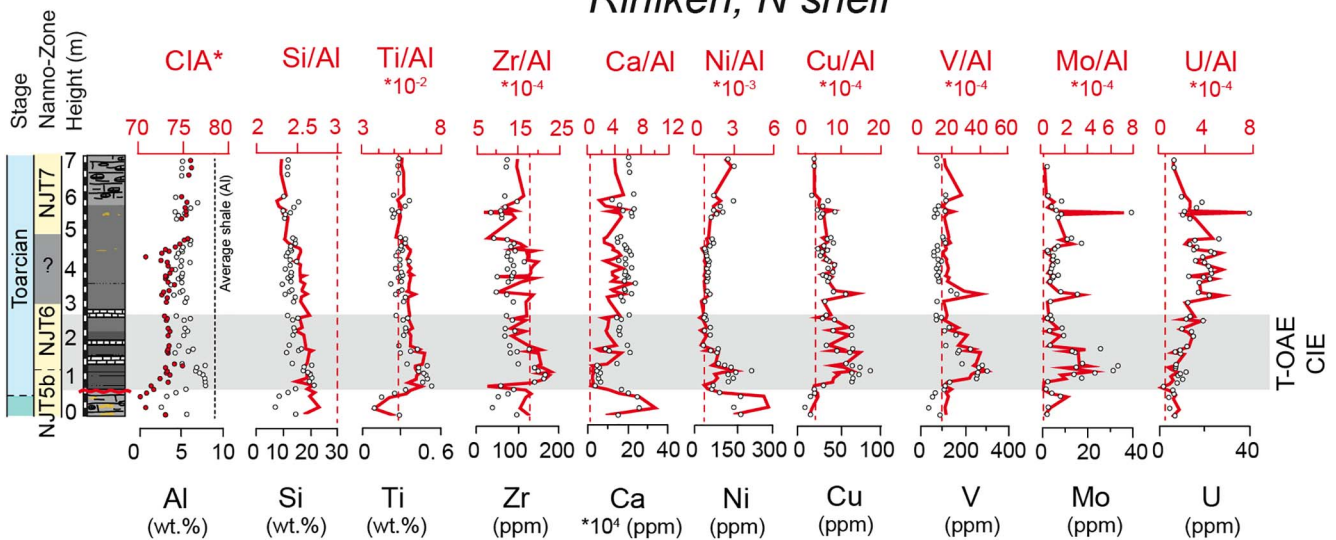 Riniken, N shelf
Stage
Nanno-Zone
Height (m)
CIA*
Si/Al
Ti/Al
Zr/Al
Ca/Al
Ni/Al
Cu/Al
V/Al
Mo/Al
U/Al
*10-2
*10-4
*10-3
*10-4
*10-4
*10-4
*10-4
70 75 80
2 2.5 3
3 8
5 15 25
0 4 8 12
0 3 6
0 10 20
0 20 40 60
0 2 4 6 8
0 4 8
Toarcian
NJT7
?
NJT6
NJT5b
7
6
5
4
3
2
1
0
Average shale (Al)
T-OAE
CIE
0 5 10
0 10 20 30
0 0.6
0 100 200
0 20 40
0 150 300
0 50 100
0 200 400
0 20 40
0 40
Al
Si
Ti
Zr
Ca
Ni
Cu
V
Mo
U
(wt.%)
(wt.%)
(wt.%)
(ppm)
*10⁴ (ppm)
(ppm)
(ppm)
(ppm)
(ppm)
(ppm)